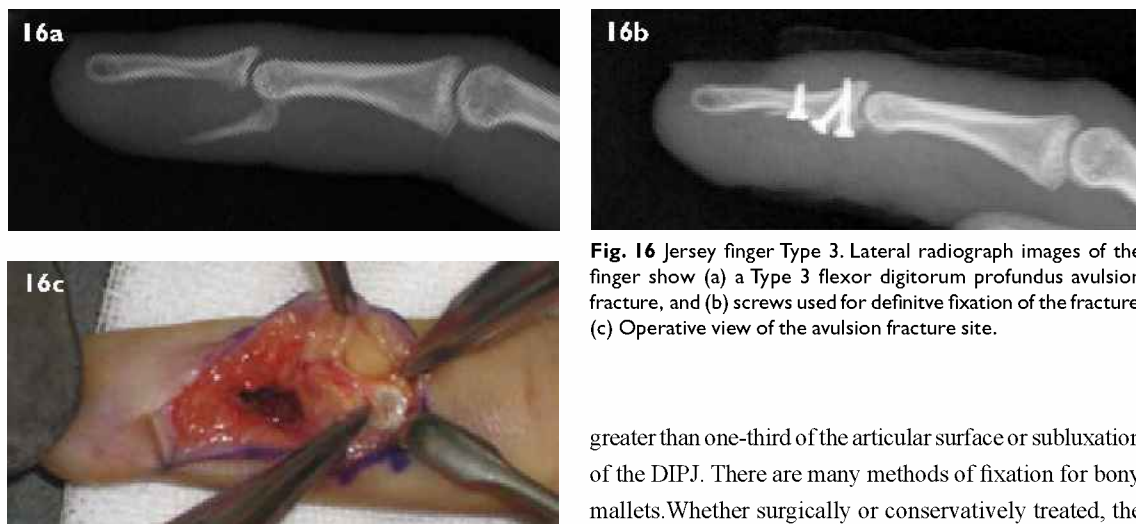 16a
16b
Fig. 16 Jersey finger Type 3. Lateral radiograph images of the
finger show (a) a Type 3 flexor digitorum profundus avulsion
fracture, and (b) screws used for definitve fixation of the fracture
(c) Operative view of the avulsion fracture site.
16c
greater than one-third of the articular surface or subluxation
of the DIPJ. There are many methods of fixation for bony
mallets.Whether surgically or conservatively treated, the